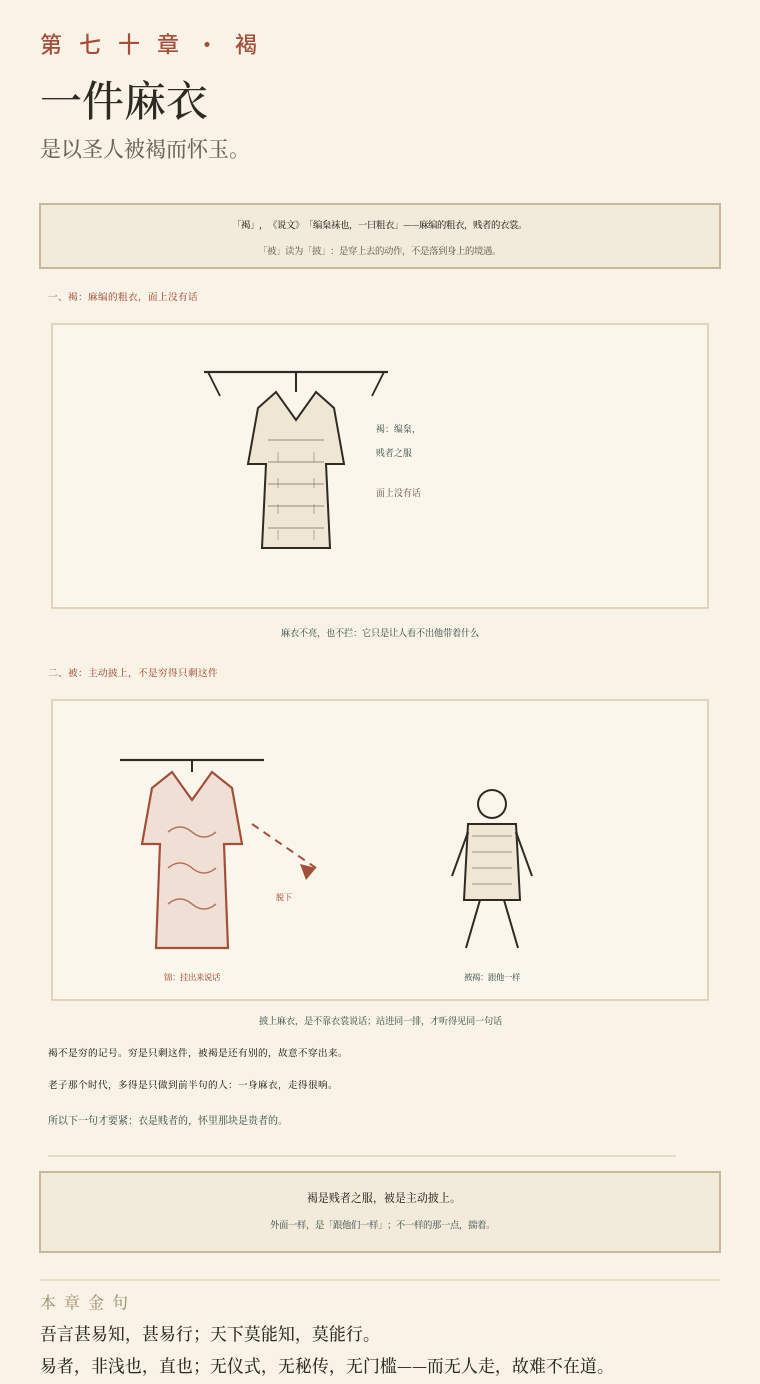 第七十章·褐
一件麻衣
是以圣人被褐而怀玉。
「褐」，《说文》「编枲袜也，一曰粗衣」——麻编的粗衣，贱者的衣裳。
「被」读为「披」：是穿上去的动作，不是落到身上的境遇。
一、褐：麻编的粗衣，面上没有话
褐：编枲，
贱者之服
面上没有话
麻衣不亮，也不拦：它只是让人看不出他带着什么
二、被：主动披上，不是穷得只剩这件
脱下
锦：挂出来说话
被褐：跟他一样
披上麻衣，是不靠衣裳说话；站进同一排，才听得见同一句话
褐不是穷的记号。穷是只剩这件，被褐是还有别的，故意不穿出来。
老子那个时代，多得是只做到前半句的人：一身麻衣，走得很响。
所以下一句才要紧：衣是贱者的，怀里那块是贵者的。
褐是贱者之服，被是主动披上。
外面一样，是「跟他们一样」；不一样的那一点，揣着。
本章金句
吾言甚易知，甚易行；天下莫能知，莫能行。
易者，非浅也，直也；无仪式，无秘传，无门槛——而无人走，故难不在道。